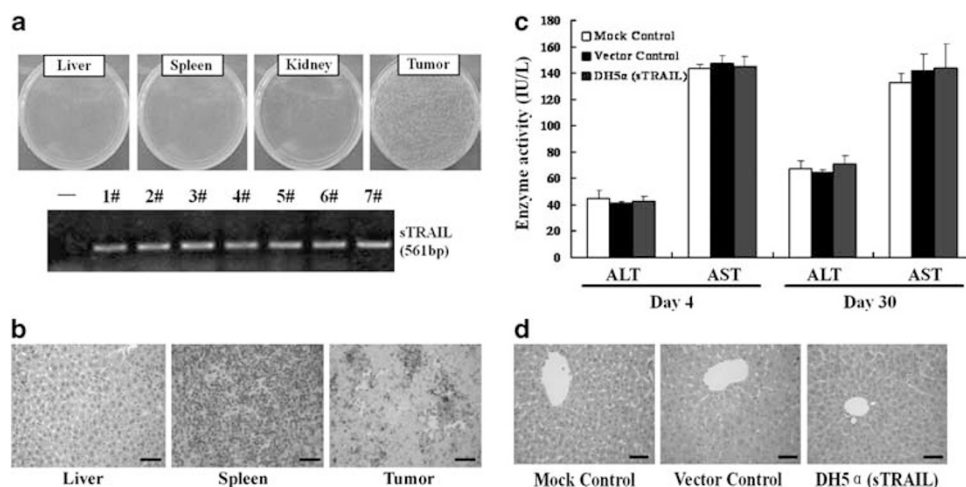 a
Liver Spleen Kidney Tumor
— 1# 2# 3# 4# 5# 6# 7#
sTRAIL
(561bp)
b
Liver Spleen Tumor
c
Mock Control
Vector Control
DH5α (sTRAIL)
Enzyme activity (IU/L)
180
160
140
120
100
80
60
40
20
0
ALT AST ALT AST
Day 4 Day 30
d
Mock Control Vector Control DH5α (sTRAIL)